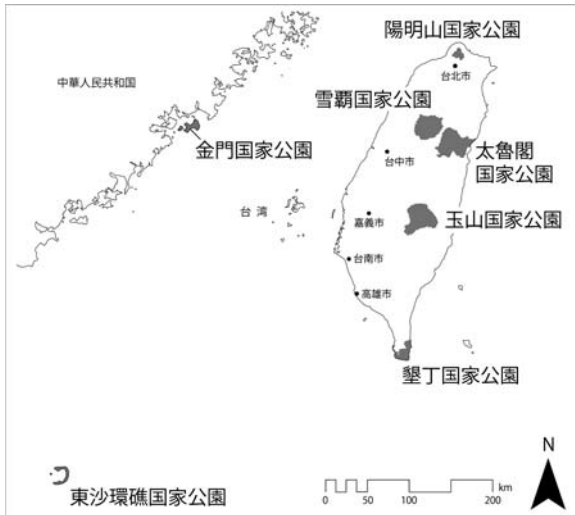 陽明山国家公園
台北市
中華人民共和国
雪覇国家公園
金門国家公園
太魯閣
国家公園
台中市
台 湾
嘉義市
玉山国家公園
台南市
高雄市
墾丁国家公園
東沙環礁国家公園
N
km
0 50 100 200